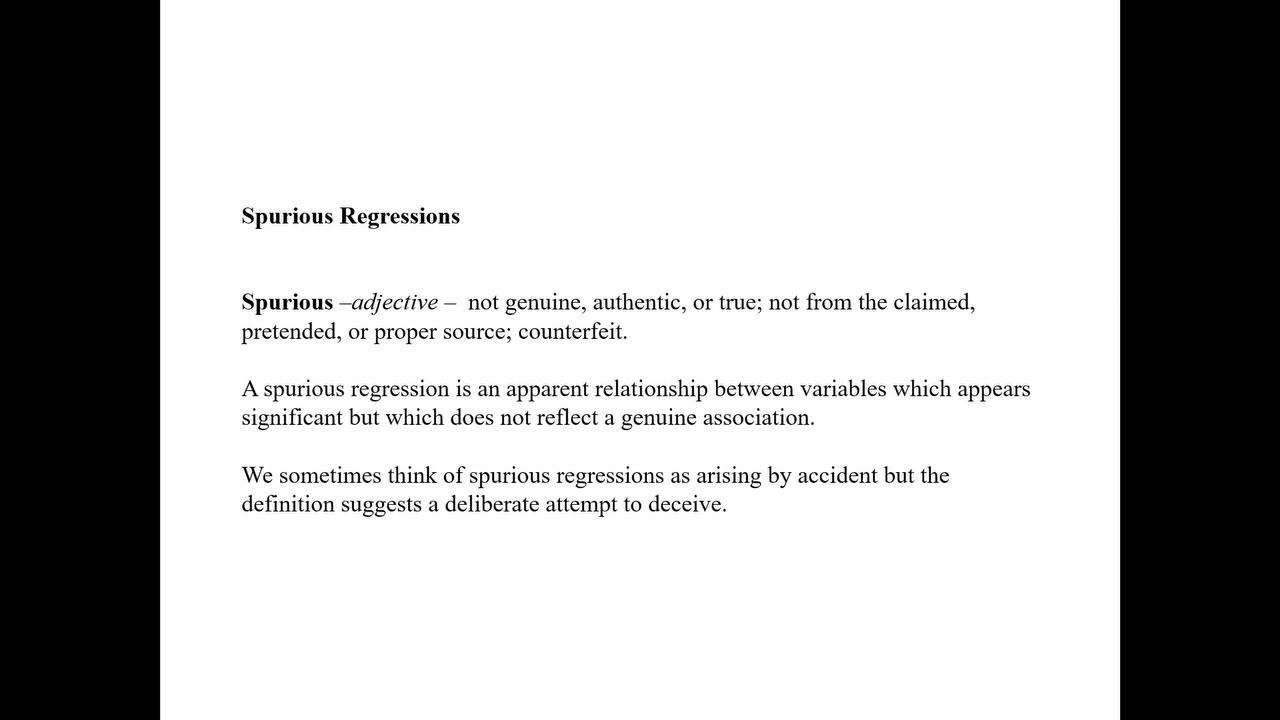 Spurious Regressions
Spurious –adjective – not genuine, authentic, or true; not from the claimed,
pretended, or proper source; counterfeit.
A spurious regression is an apparent relationship between variables which appears
significant but which does not reflect a genuine association.
We sometimes think of spurious regressions as arising by accident but the
definition suggests a deliberate attempt to deceive.